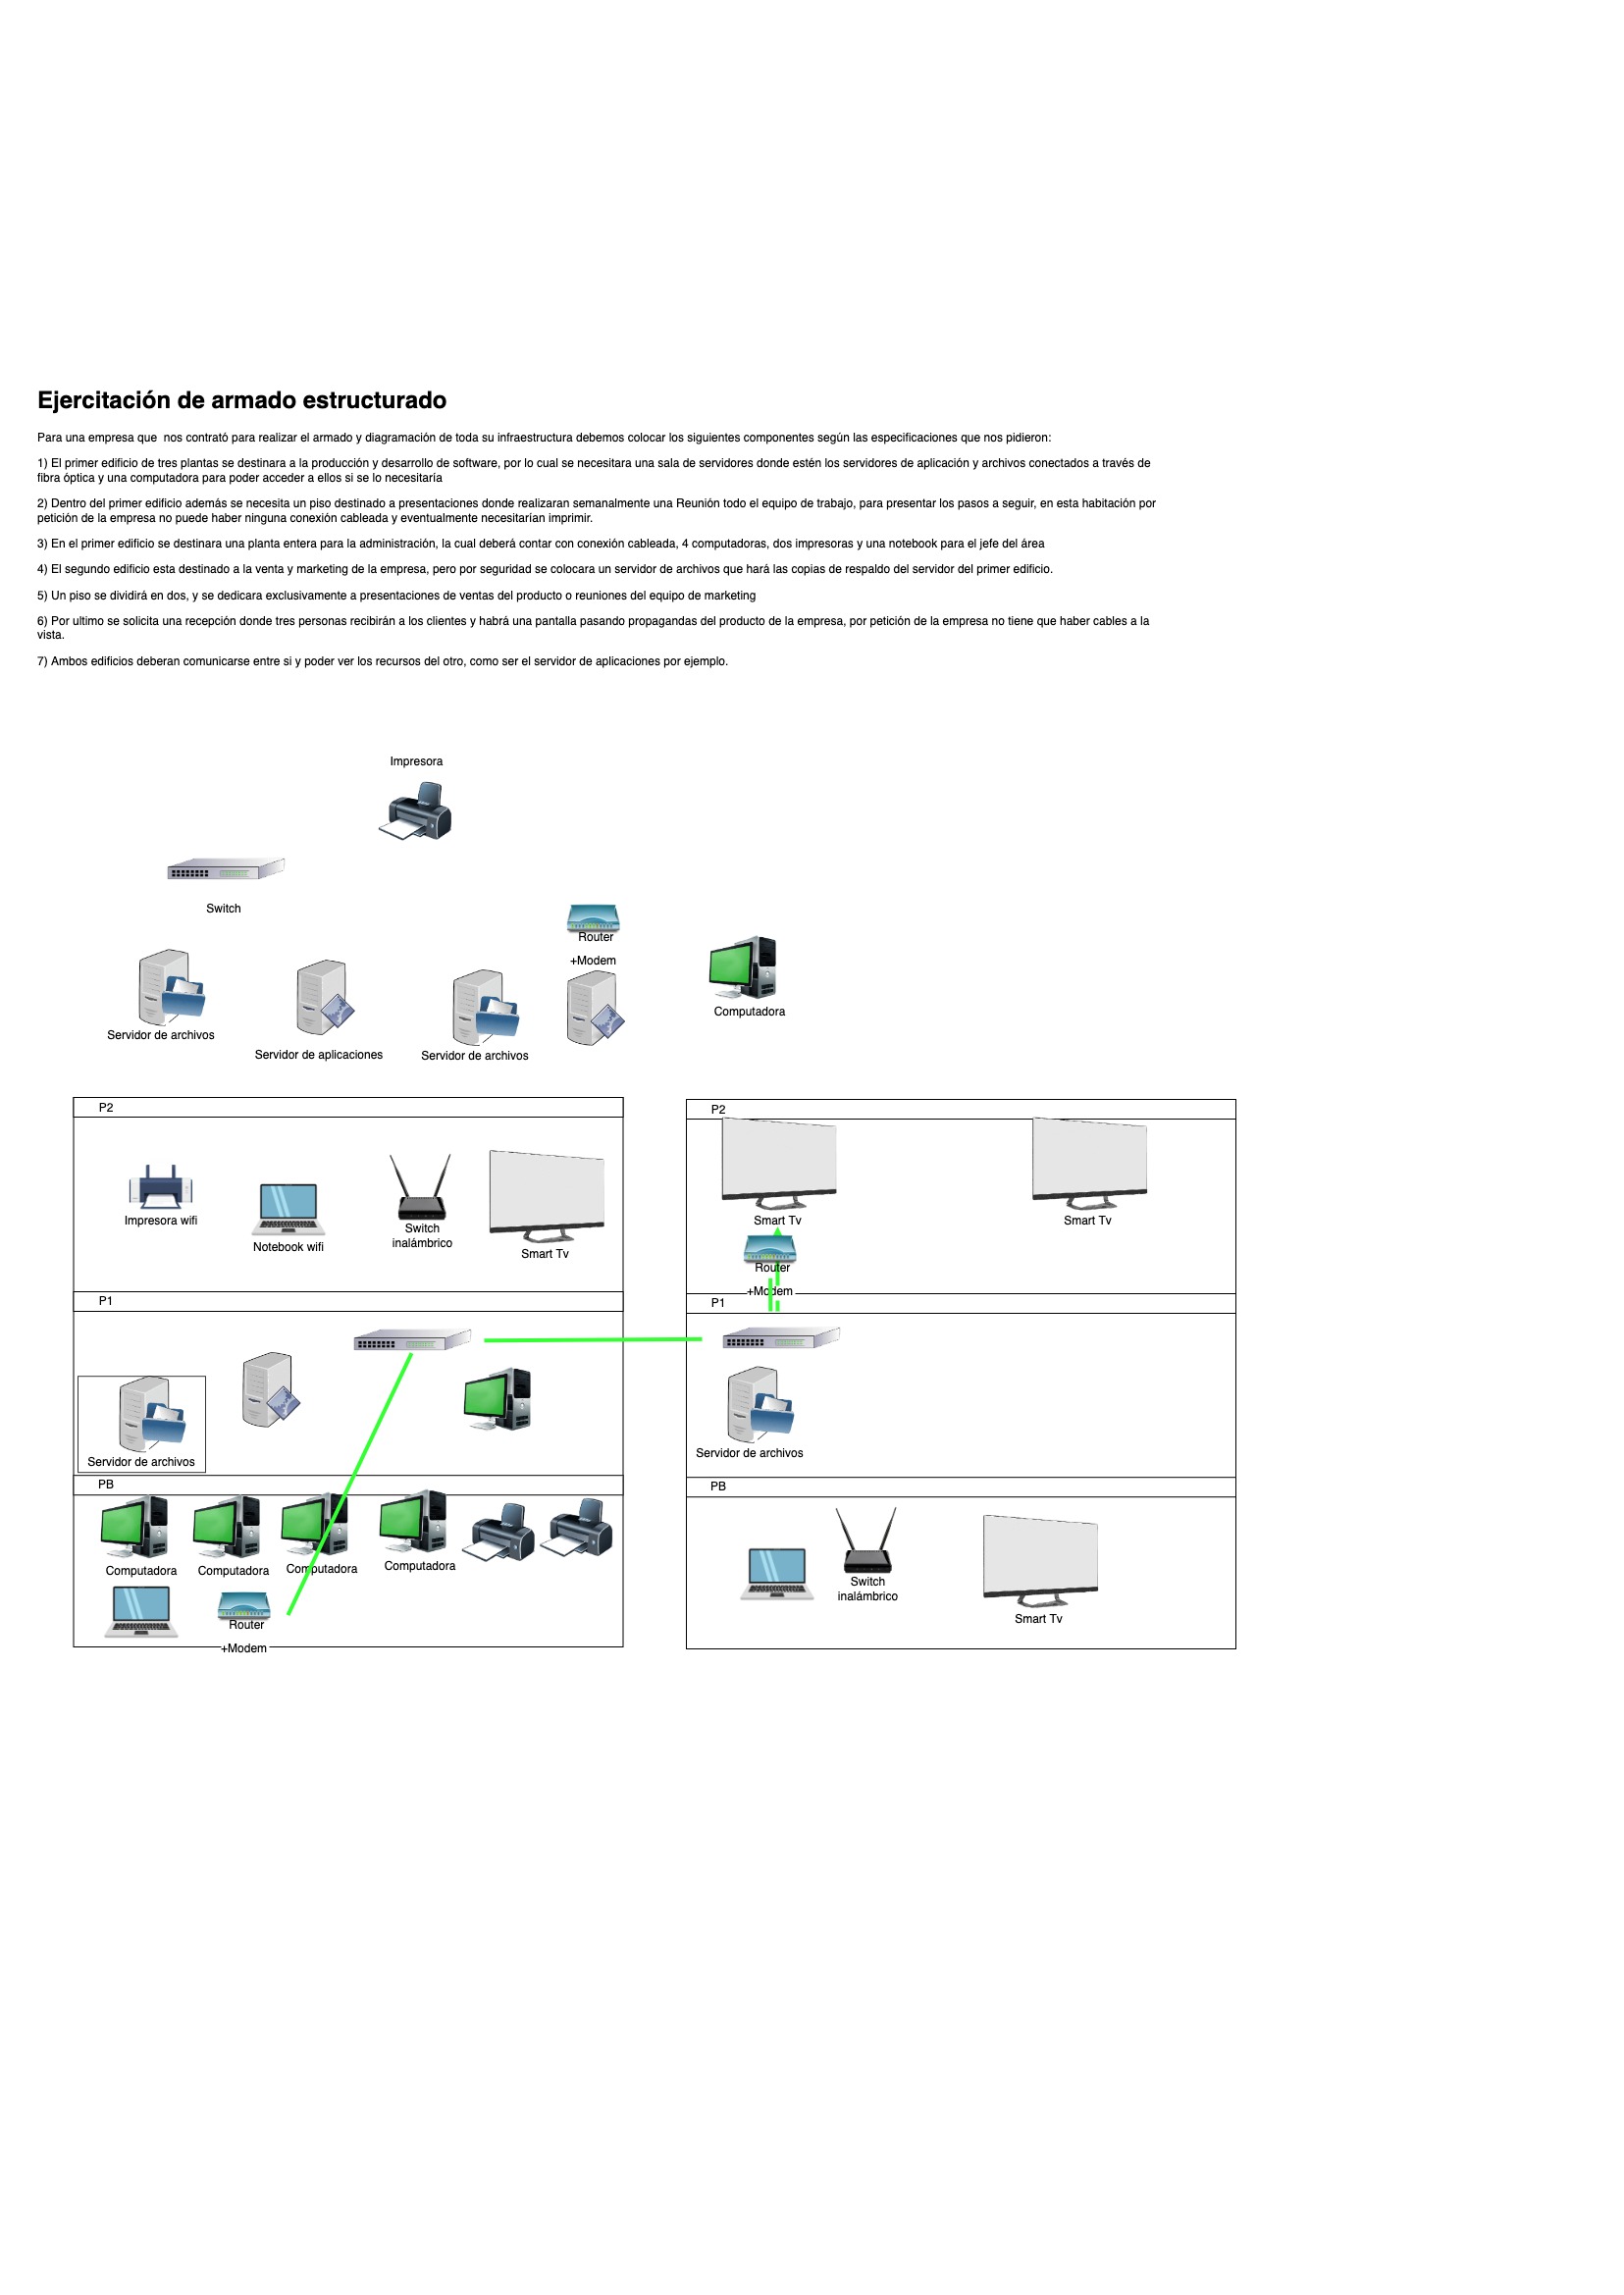 Ejercitación de armado estructurado
Para una empresa que  nos contrató para realizar el armado y diagramación de toda su infraestructura debemos colocar los siguientes componentes según las especificaciones que nos pidieron:
1) El primer edificio de tres plantas se destinara a la producción y desarrollo de software, por lo cual se necesitara una sala de servidores donde estén los servidores de aplicación y archivos conectados a través de
fibra óptica y una computadora para poder acceder a ellos si se lo necesitaría
2) Dentro del primer edificio además se necesita un piso destinado a presentaciones donde realizaran semanalmente una Reunión todo el equipo de trabajo, para presentar los pasos a seguir, en esta habitación por
petición de la empresa no puede haber ninguna conexión cableada y eventualmente necesitarían imprimir.
3) En el primer edificio se destinara una planta entera para la administración, la cual deberá contar con conexión cableada, 4 computadoras, dos impresoras y una notebook para el jefe del área
4) El segundo edificio esta destinado a la venta y marketing de la empresa, pero por seguridad se colocara un servidor de archivos que hará las copias de respaldo del servidor del primer edificio.
5) Un piso se dividirá en dos, y se dedicara exclusivamente a presentaciones de ventas del producto o reuniones del equipo de marketing
6) Por ultimo se solicita una recepción donde tres personas recibirán a los clientes y habrá una pantalla pasando propagandas del producto de la empresa, por petición de la empresa no tiene que haber cables a la
vista.
7) Ambos edificios deberan comunicarse entre si y poder ver los recursos del otro, como ser el servidor de aplicaciones por ejemplo.
Impresora
Switch
Router
+Modem
Computadora
Servidor de archivos
Servidor de aplicaciones
Servidor de archivos
P2
Impresora wifi
Notebook wifi
Switch
inalámbrico
Smart Tv
P1
Servidor de archivos
PB
Computadora
Computadora
Computadora
Computadora
Router
+Modem
P2
Smart Tv
Smart Tv
Router
+Modem
P1
Servidor de archivos
PB
Switch
inalámbrico
Smart Tv